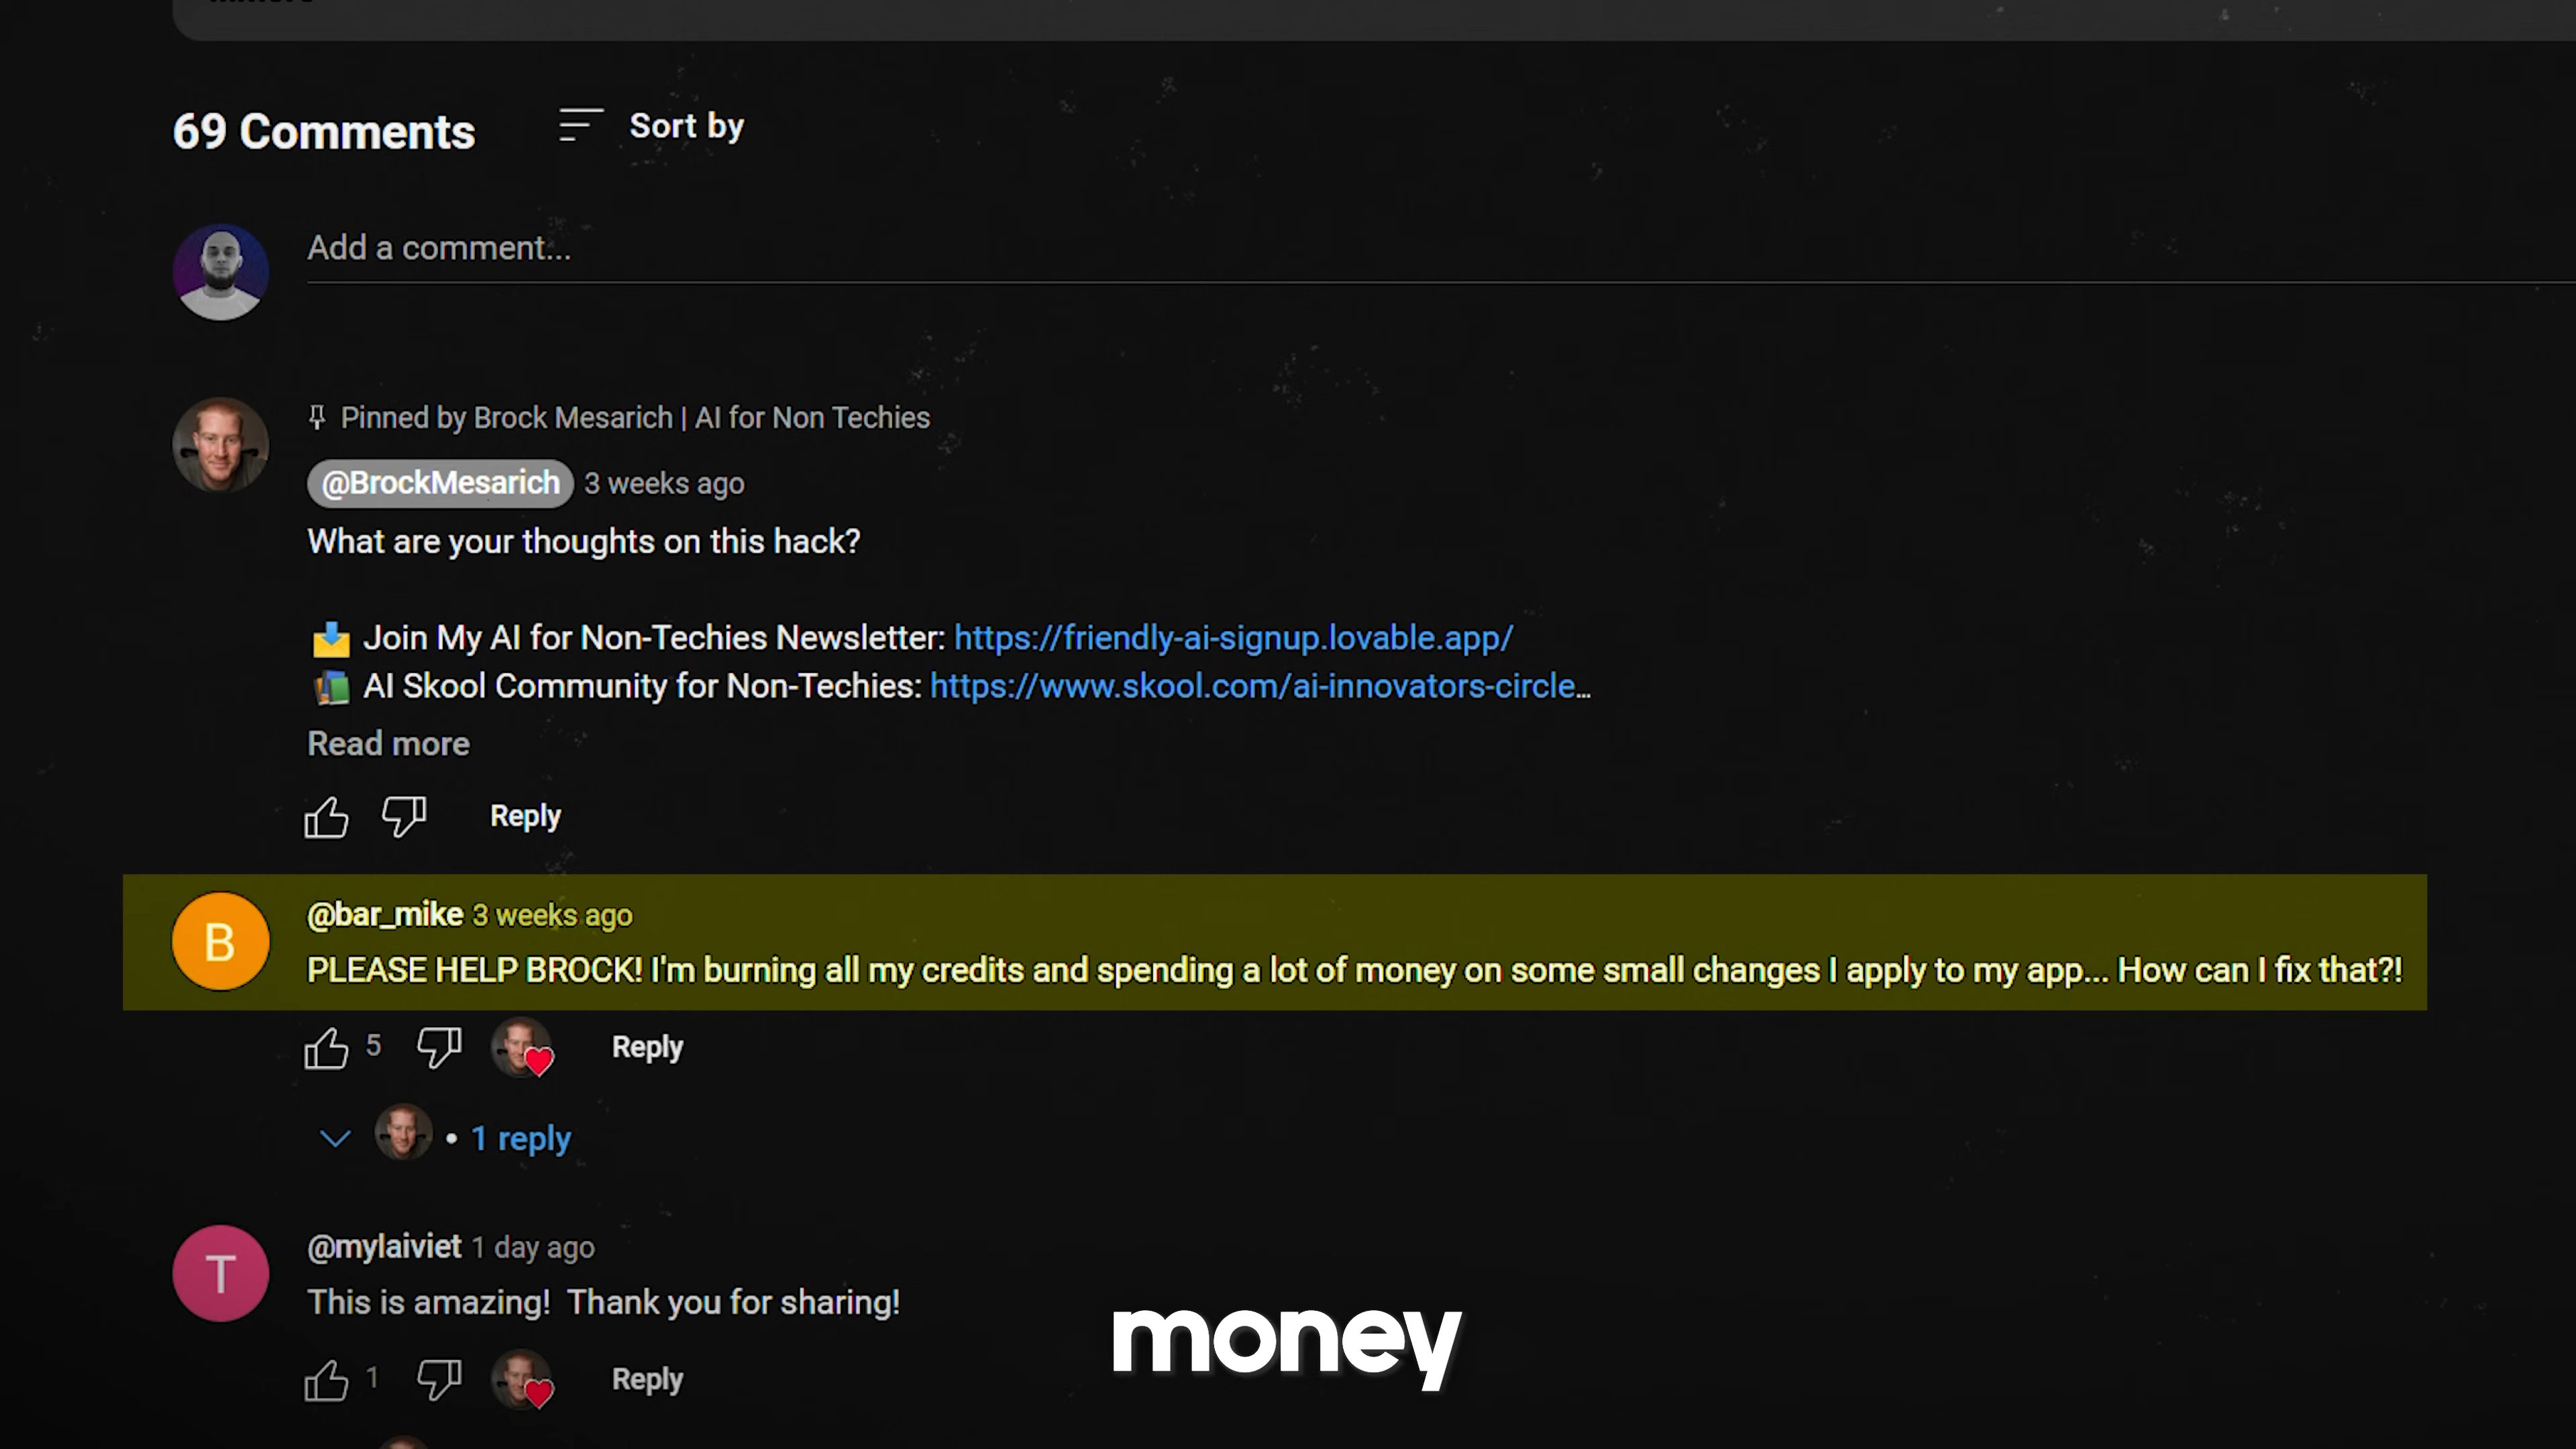 69 Comments
Sort by
Add a comment...
Pinned by Brock Mesarich | AI for Non Techies
@BrockMesarich 3 weeks ago
What are your thoughts on this hack?
📩 Join My AI for Non-Techies Newsletter: https://friendly-ai-signup.lovable.app/
📚 AI Skool Community for Non-Techies: https://www.skool.com/ai-innovators-circle...
Read more
Reply
B
@bar_mike 3 weeks ago
PLEASE HELP BROCK! I'm burning all my credits and spending a lot of money on some small changes I apply to my app... How can I fix that?!
5
Reply
• 1 reply
T
@mylaiviet 1 day ago
This is amazing!  Thank you for sharing!
money
1
Reply